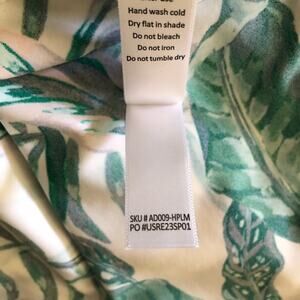 Hand wash cold
Dry flat in shade
Do not bleach
Do not iron
Do not tumble dry
SKU # AD009-HPLM
PO #USRE23SP01